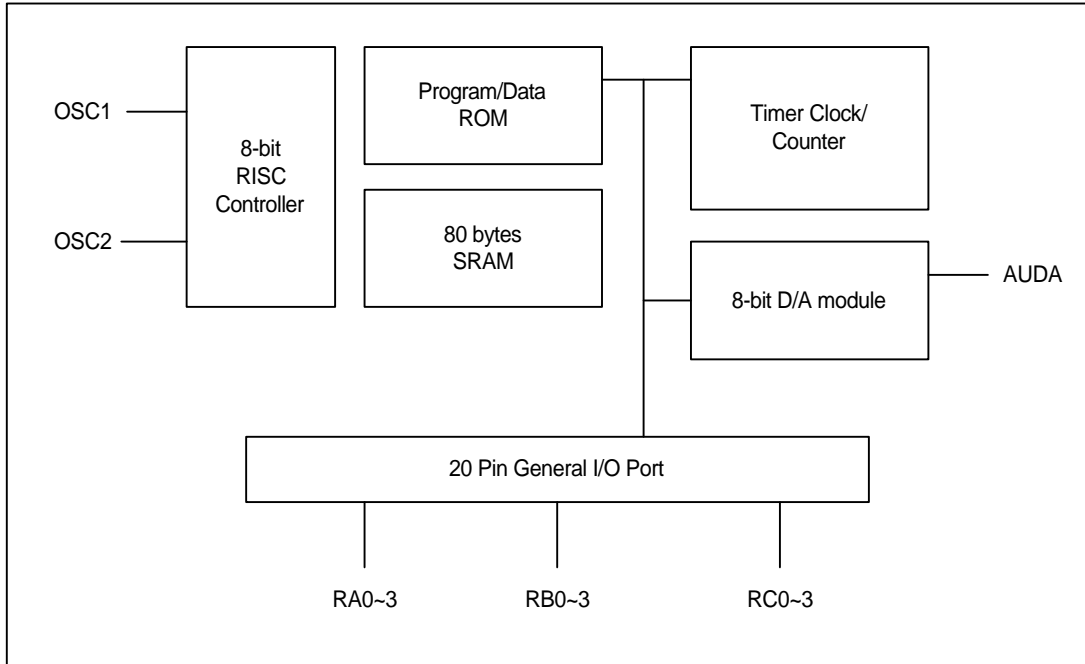 OSC1
OSC2
8-bit
RISC
Controller
Program/Data
ROM
80 bytes
SRAM
Timer Clock/
Counter
8-bit D/A module
AUDA
20 Pin General I/O Port
RA0~3
RB0~3
RC0~3